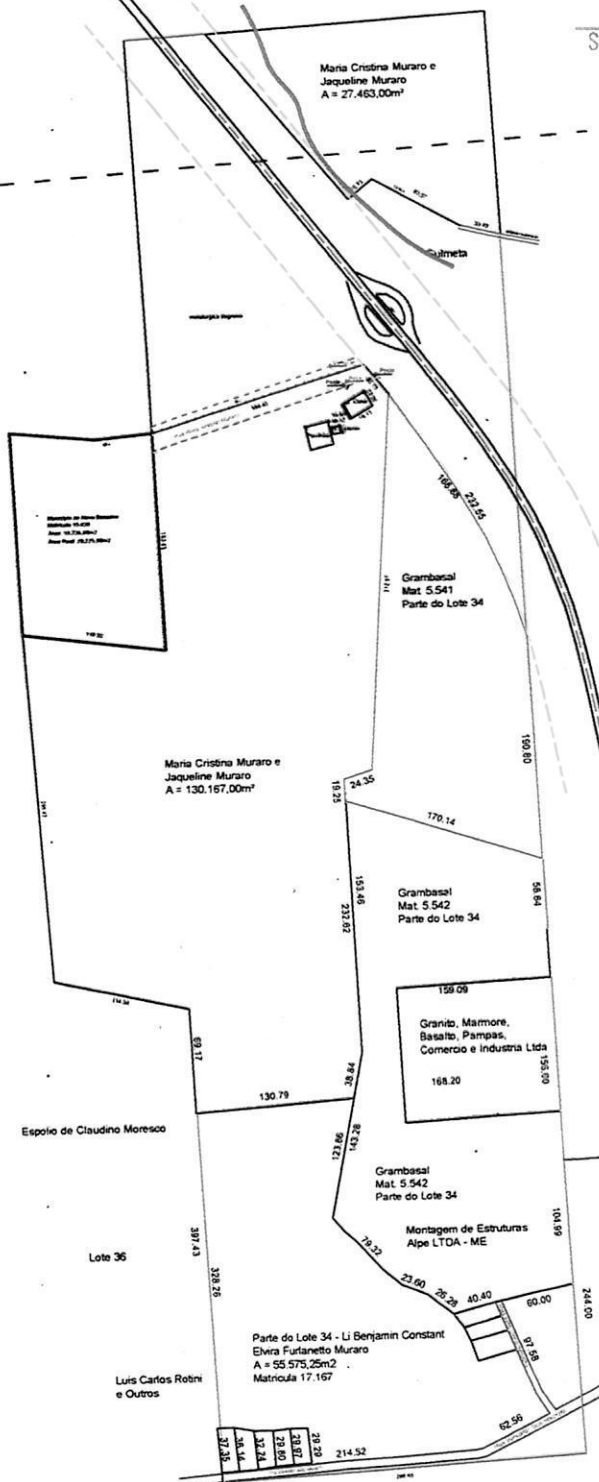 S
Maria Cristina Muraro e
Jaqueline Muraro
A = 27.463,00m²
Metalurgica
166.68
232.55
Grambasal
Mat. 5.541
Parte do Lote 34
190.80
Maria Cristina Muraro e
Jaqueline Muraro
A = 130.167,00m²
19.25
24.35
170.14
153.46
232.62
58.64
Grambasal
Mat. 5.542
Parte do Lote 34
159.09
Granito, Marmore,
Basalto, Pampas,
Comercio e Industria Ltda
168.20
155.00
69.17
130.79
38.84
Espolio de Claudino Moresco
123.86
143.28
Grambasal
Mat. 5.542
Parte do Lote 34
Montagem de Estruturas
Alpe LTDA - ME
104.99
Lote 36
397.43
328.26
79.32
23.60
26.28
40.40
60.00
244.00
97.58
Parte do Lote 34 - Li Benjamin Constant
Elvira Furlanetto Muraro
A = 55.575,25m2
Matricula 17.167
Luis Carlos Rotini
e Outros
62.56
37.35
36.14
32.74
29.80
29.97
29.29
214.52